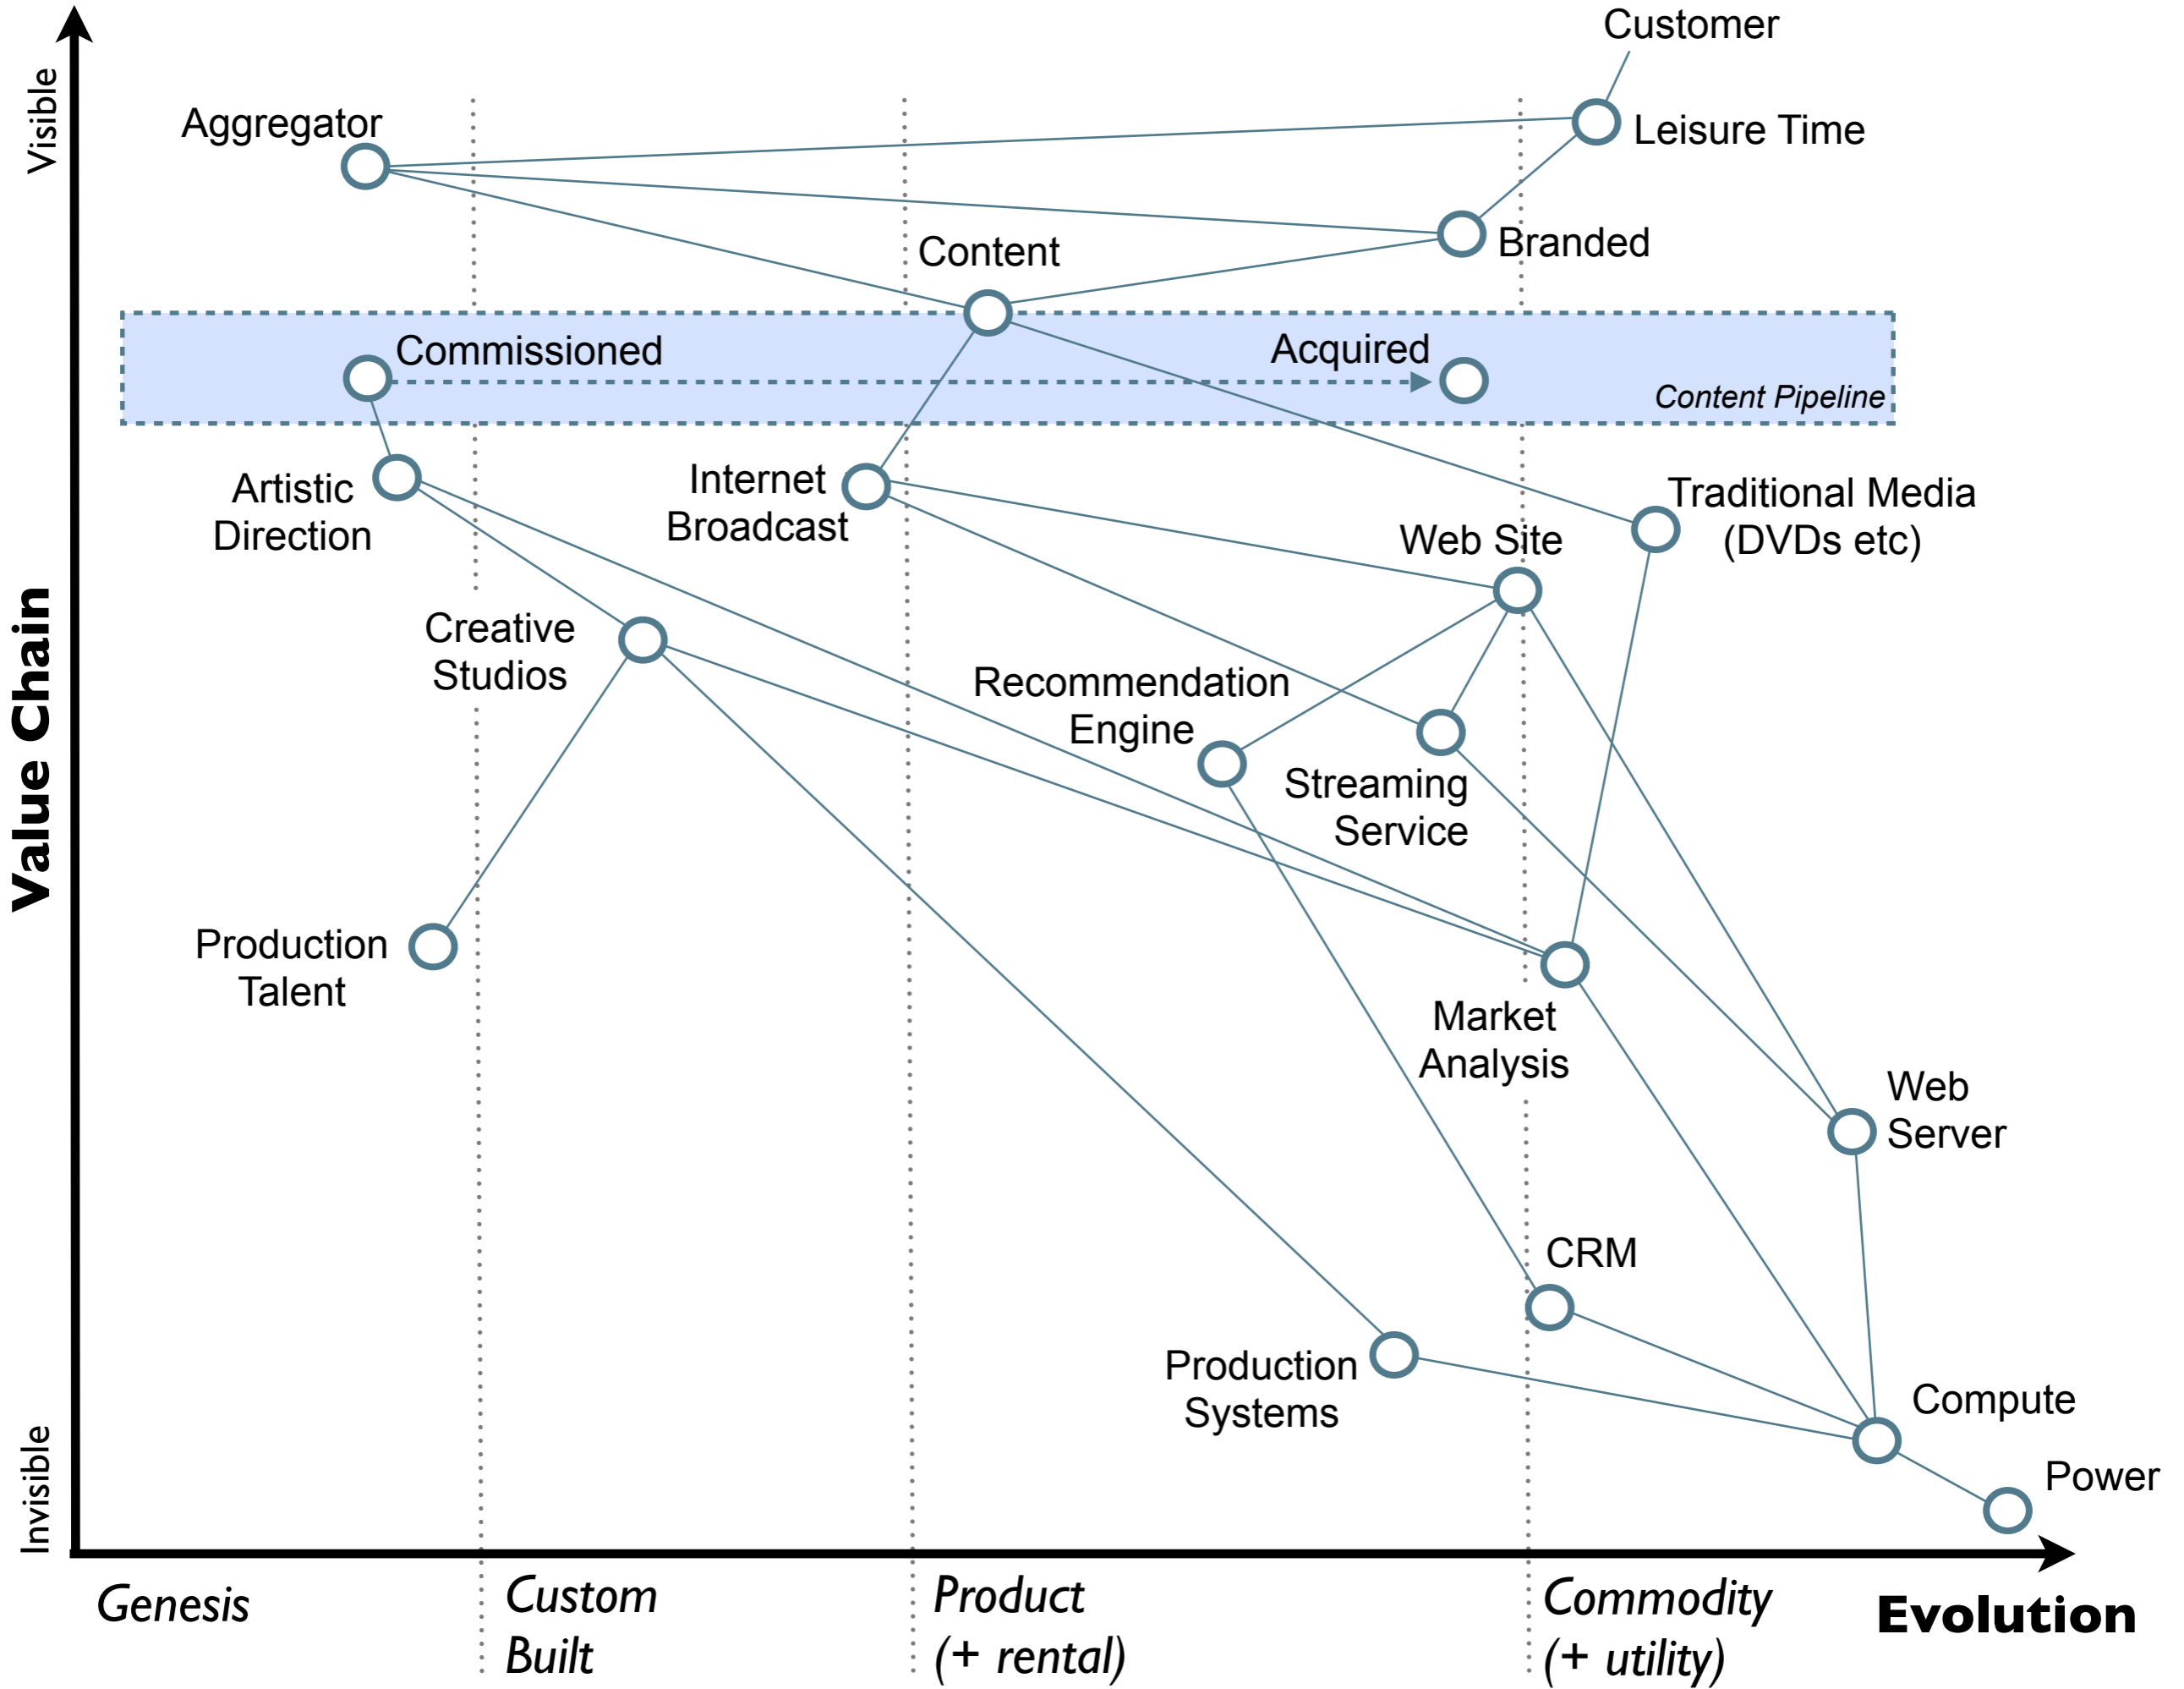 Customer
Visible
Aggregator
Leisure Time
Branded
Content
Commissioned
Acquired
Content Pipeline
Artistic
Direction
Internet
Broadcast
Traditional Media
(DVDs etc)
Web Site
Creative
Studios
Recommendation
Engine
Streaming
Service
Value Chain
Production
Talent
Market
Analysis
Web
Server
CRM
Production
Systems
Compute
Power
Invisible
Genesis
Custom
Built
Product
(+ rental)
Commodity
(+ utility)
Evolution